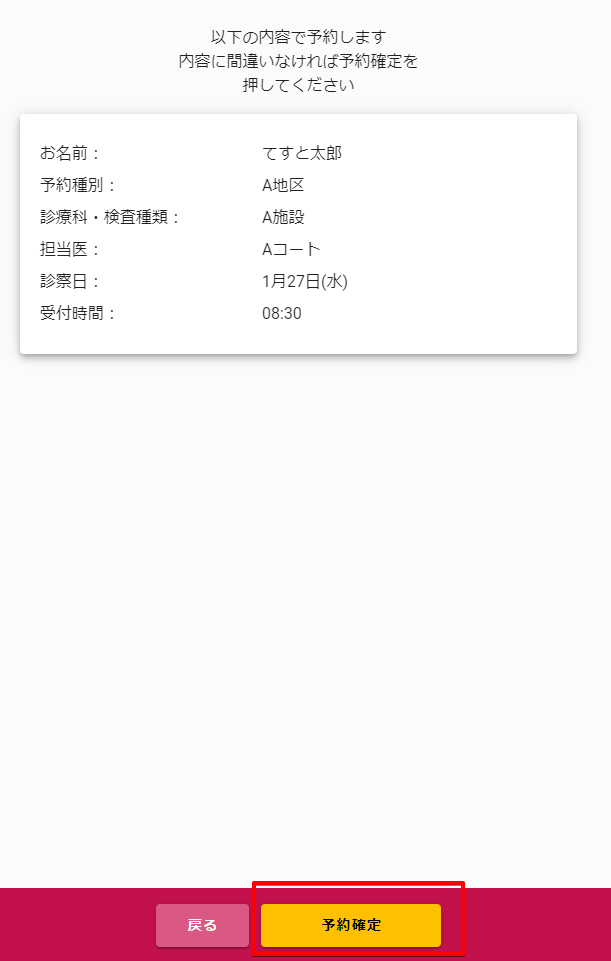 以下の内容で予約します
内容に間違いなければ予約確定を
押してください
お名前： てすと太郎
予約種別： A地区
診療科・検査種類： A施設
担当医： Aコート
診察日： 1月27日(水)
受付時間： 08:30
戻る 予約確定